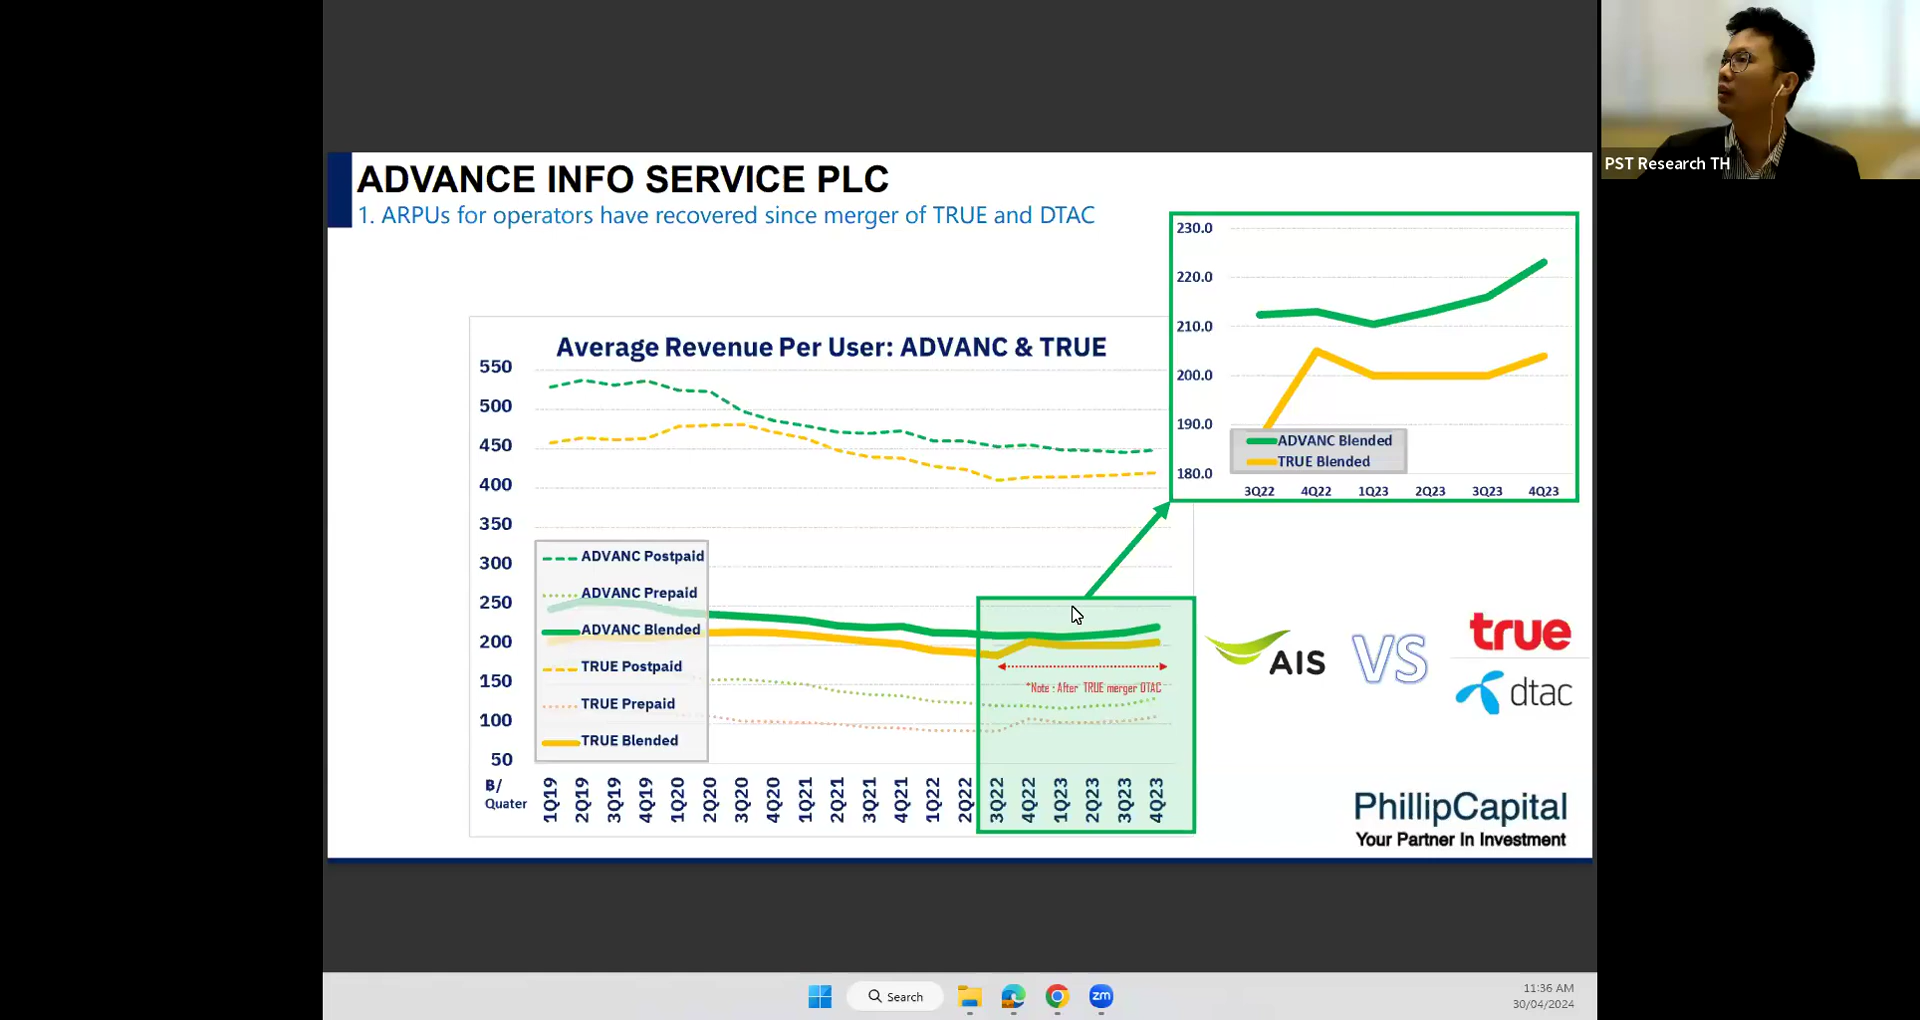 PST Research TH
ADVANCE INFO SERVICE PLC
1. ARPUs for operators have recovered since merger of TRUE and DTAC
230.0
220.0
210.0
200.0
190.0
180.0
ADVANC Blended
TRUE Blended
3Q22 4Q22 1Q23 2Q23 3Q23 4Q23
Average Revenue Per User: ADVANC & TRUE
550
500
450
400
350
300
250
200
150
100
50
฿/
Quater
ADVANC Postpaid
ADVANC Prepaid
ADVANC Blended
TRUE Postpaid
TRUE Prepaid
TRUE Blended
*Note : After TRUE merger DTAC
1Q19 2Q19 3Q19 4Q19 1Q20 2Q20 3Q20 4Q20 1Q21 2Q21 3Q21 4Q21 1Q22 2Q22 3Q22 4Q22 1Q23 2Q23 3Q23 4Q23
AIS
VS
true
dtac
PhillipCapital
Your Partner In Investment
Search
zm
11:36 AM
30/04/2024